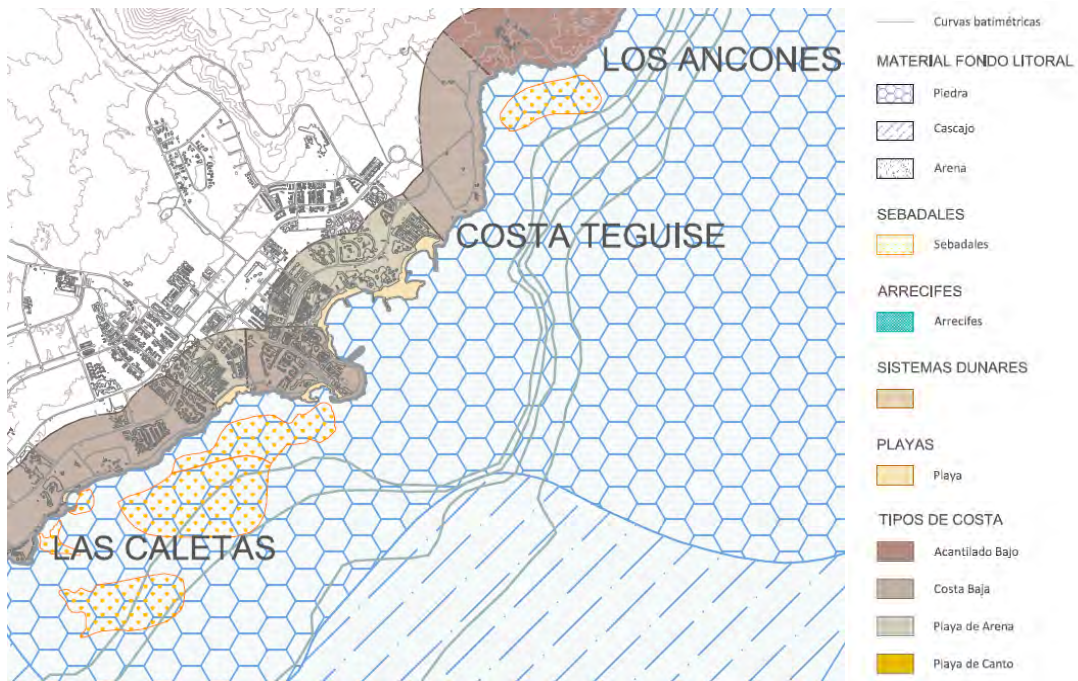 LOS ANCONES
COSTA TEGUISE
LAS CALETAS
Curvas batimétricas
MATERIAL FONDO LITORAL
Piedra
Cascajo
Arena
SEBADALES
Sebadales
ARRECIFES
Arrecifes
SISTEMAS DUNARES
PLAYAS
Playa
TIPOS DE COSTA
Acantilado Bajo
Costa Baja
Playa de Arena
Playa de Canto